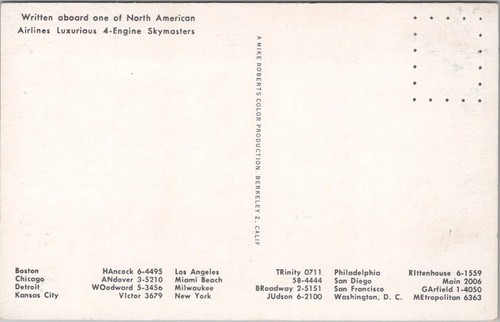 Written aboard one of North American
Airlines Luxurious 4-Engine Skymasters
A MIKE ROBERTS COLOR PRODUCTION, BERKELEY 2, CALIF
Boston HAncock 6-4495 Los Angeles TRinity 0711 Philadelphia RIttenhouse 6-1559
Chicago ANdover 3-5210 Miami Beach 58-4444 San Diego Main 2006
Detroit WOodward 5-3456 Milwaukee BRoadway 2-5151 San Francisco GArfield 1-4050
Kansas City VIctor 3679 New York JUdson 6-2100 Washington, D. C. MEtropolitan 6363